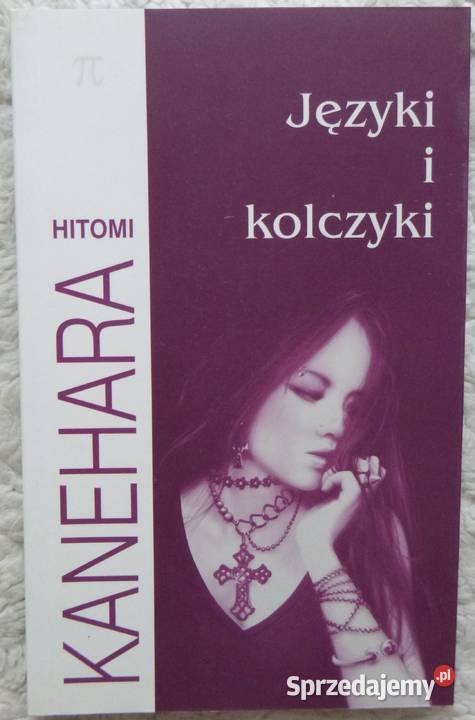 π
Języki
i
kolczyki
HITOMI
KANEHARA
Sprzedajemy.pl